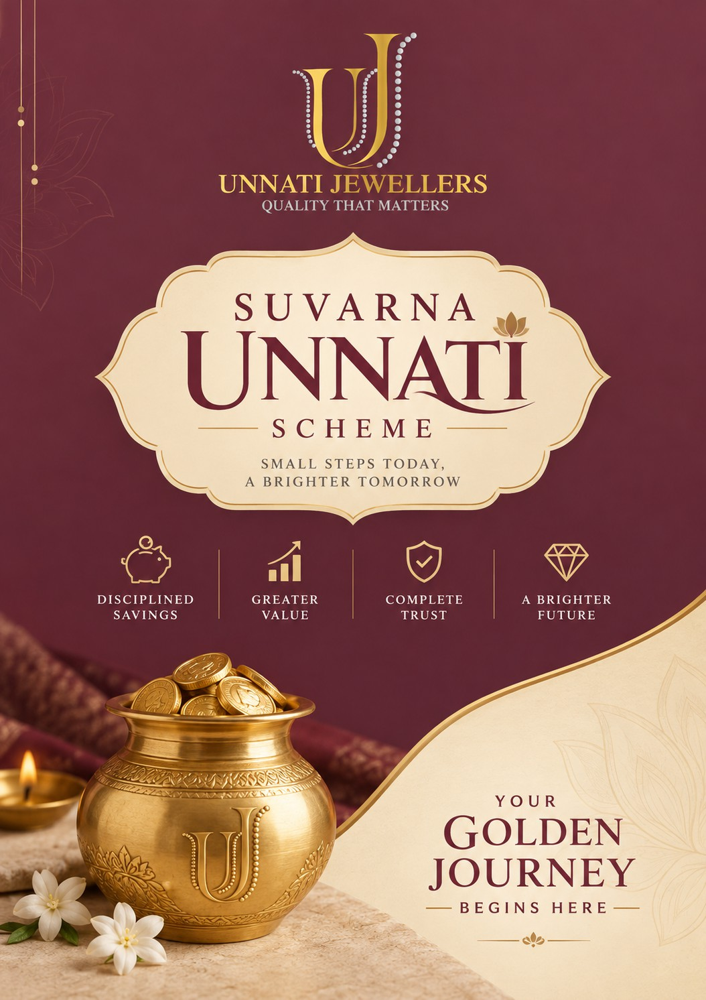 UJ
UNNATI JEWELLERS
QUALITY THAT MATTERS
SUVARNA
UNNATI
SCHEME
SMALL STEPS TODAY,
A BRIGHTER TOMORROW
DISCIPLINED
SAVINGS
GREATER
VALUE
COMPLETE
TRUST
A BRIGHTER
FUTURE
UJ
YOUR
GOLDEN
JOURNEY
BEGINS HERE